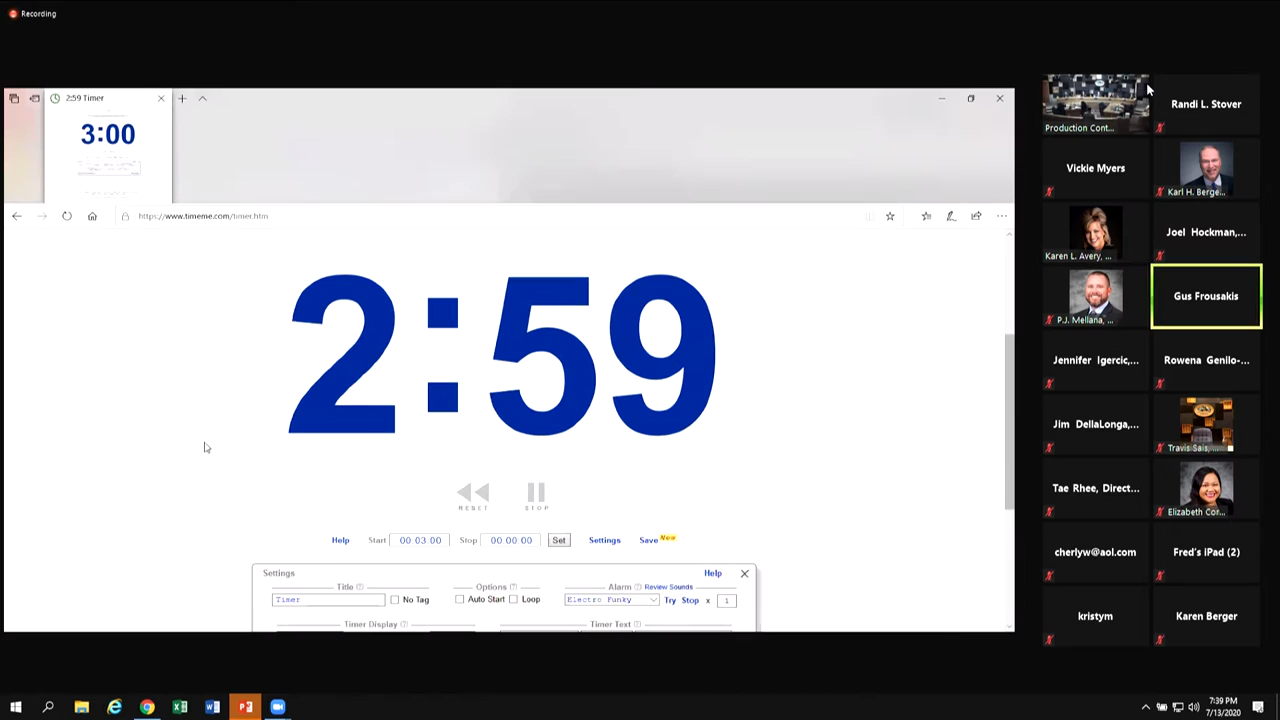 Recording
2:59 Timer
3:00
https://www.timeme.com/timer.htm
2:59
RESET
STOP
Help
Start
00:03:00
Stop
00:00:00
Set
Settings
Save
New
Settings
Help
Title
Options
Alarm
Review Sounds
Timer
No Tag
Auto Start
Loop
Electro Funky
Try
Stop
x
1
Timer Display
Timer Text
Production Cont...
Randi L. Stover
Vickie Myers
Karl H. Berge...
Karen L. Avery, ...
Joel Hockman,...
P.J. Mellana, ...
Gus Frousakis
Jennifer Igercic,...
Rowena Genilo-...
Jim DellaLonga,...
Travis Sais, ...
Tae Rhee, Direct...
Elizabeth Cor...
cherlyw@aol.com
Fred's iPad (2)
kristym
Karen Berger
7:39 PM
7/13/2020